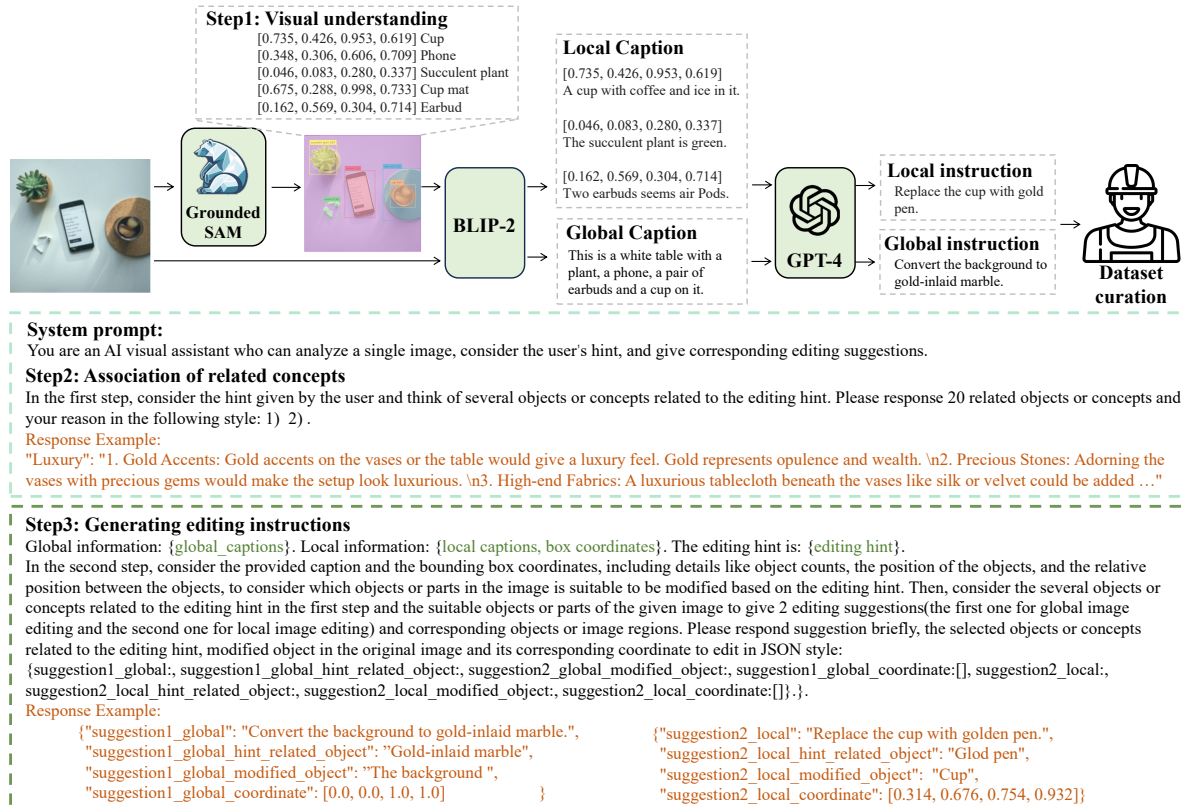 Step1: Visual understanding
[0.735, 0.426, 0.953, 0.619] Cup
[0.348, 0.306, 0.606, 0.709] Phone
[0.046, 0.083, 0.280, 0.337] Succulent plant
[0.675, 0.288, 0.998, 0.733] Cup mat
[0.162, 0.569, 0.304, 0.714] Earbud
Grounded
SAM
BLIP-2
Local Caption
[0.735, 0.426, 0.953, 0.619]
A cup with coffee and ice in it.
[0.046, 0.083, 0.280, 0.337]
The succulent plant is green.
[0.162, 0.569, 0.304, 0.714]
Two earbuds seems air Pods.
Global Caption
This is a white table with a
plant, a phone, a pair of
earbuds and a cup on it.
GPT-4
Local instruction
Replace the cup with gold
pen.
Global instruction
Convert the background to
gold-inlaid marble.
Dataset
curation
System prompt:
You are an AI visual assistant who can analyze a single image, consider the user's hint, and give corresponding editing suggestions.
Step2: Association of related concepts
In the first step, consider the hint given by the user and think of several objects or concepts related to the editing hint. Please response 20 related objects or concepts and
your reason in the following style: 1) 2) .
Response Example:
"Luxury": "1. Gold Accents: Gold accents on the vases or the table would give a luxury feel. Gold represents opulence and wealth. \n2. Precious Stones: Adorning the
vases with precious gems would make the setup look luxurious. \n3. High-end Fabrics: A luxurious tablecloth beneath the vases like silk or velvet could be added …"
Step3: Generating editing instructions
Global information: {global_captions}. Local information: {local captions, box coordinates}. The editing hint is: {editing hint}.
In the second step, consider the provided caption and the bounding box coordinates, including details like object counts, the position of the objects, and the relative
position between the objects, to consider which objects or parts in the image is suitable to be modified based on the editing hint. Then, consider the several objects or
concepts related to the editing hint in the first step and the suitable objects or parts of the given image to give 2 editing suggestions(the first one for global image
editing and the second one for local image editing) and corresponding objects or image regions. Please respond suggestion briefly, the selected objects or concepts
related to the editing hint, modified object in the original image and its corresponding coordinate to edit in JSON style:
{suggestion1_global:, suggestion1_global_hint_related_object:, suggestion2_global_modified_object:, suggestion1_global_coordinate:[], suggestion2_local:,
suggestion2_local_hint_related_object:, suggestion2_local_modified_object:, suggestion2_local_coordinate:[]}.}.
Response Example:
{"suggestion1_global": "Convert the background to gold-inlaid marble.",
"suggestion1_global_hint_related_object": ”Gold-inlaid marble",
"suggestion1_global_modified_object": ”The background ",
"suggestion1_global_coordinate": [0.0, 0.0, 1.0, 1.0] }
{"suggestion2_local": "Replace the cup with golden pen.",
"suggestion2_local_hint_related_object": "Glod pen",
"suggestion2_local_modified_object": "Cup",
"suggestion2_local_coordinate": [0.314, 0.676, 0.754, 0.932]}